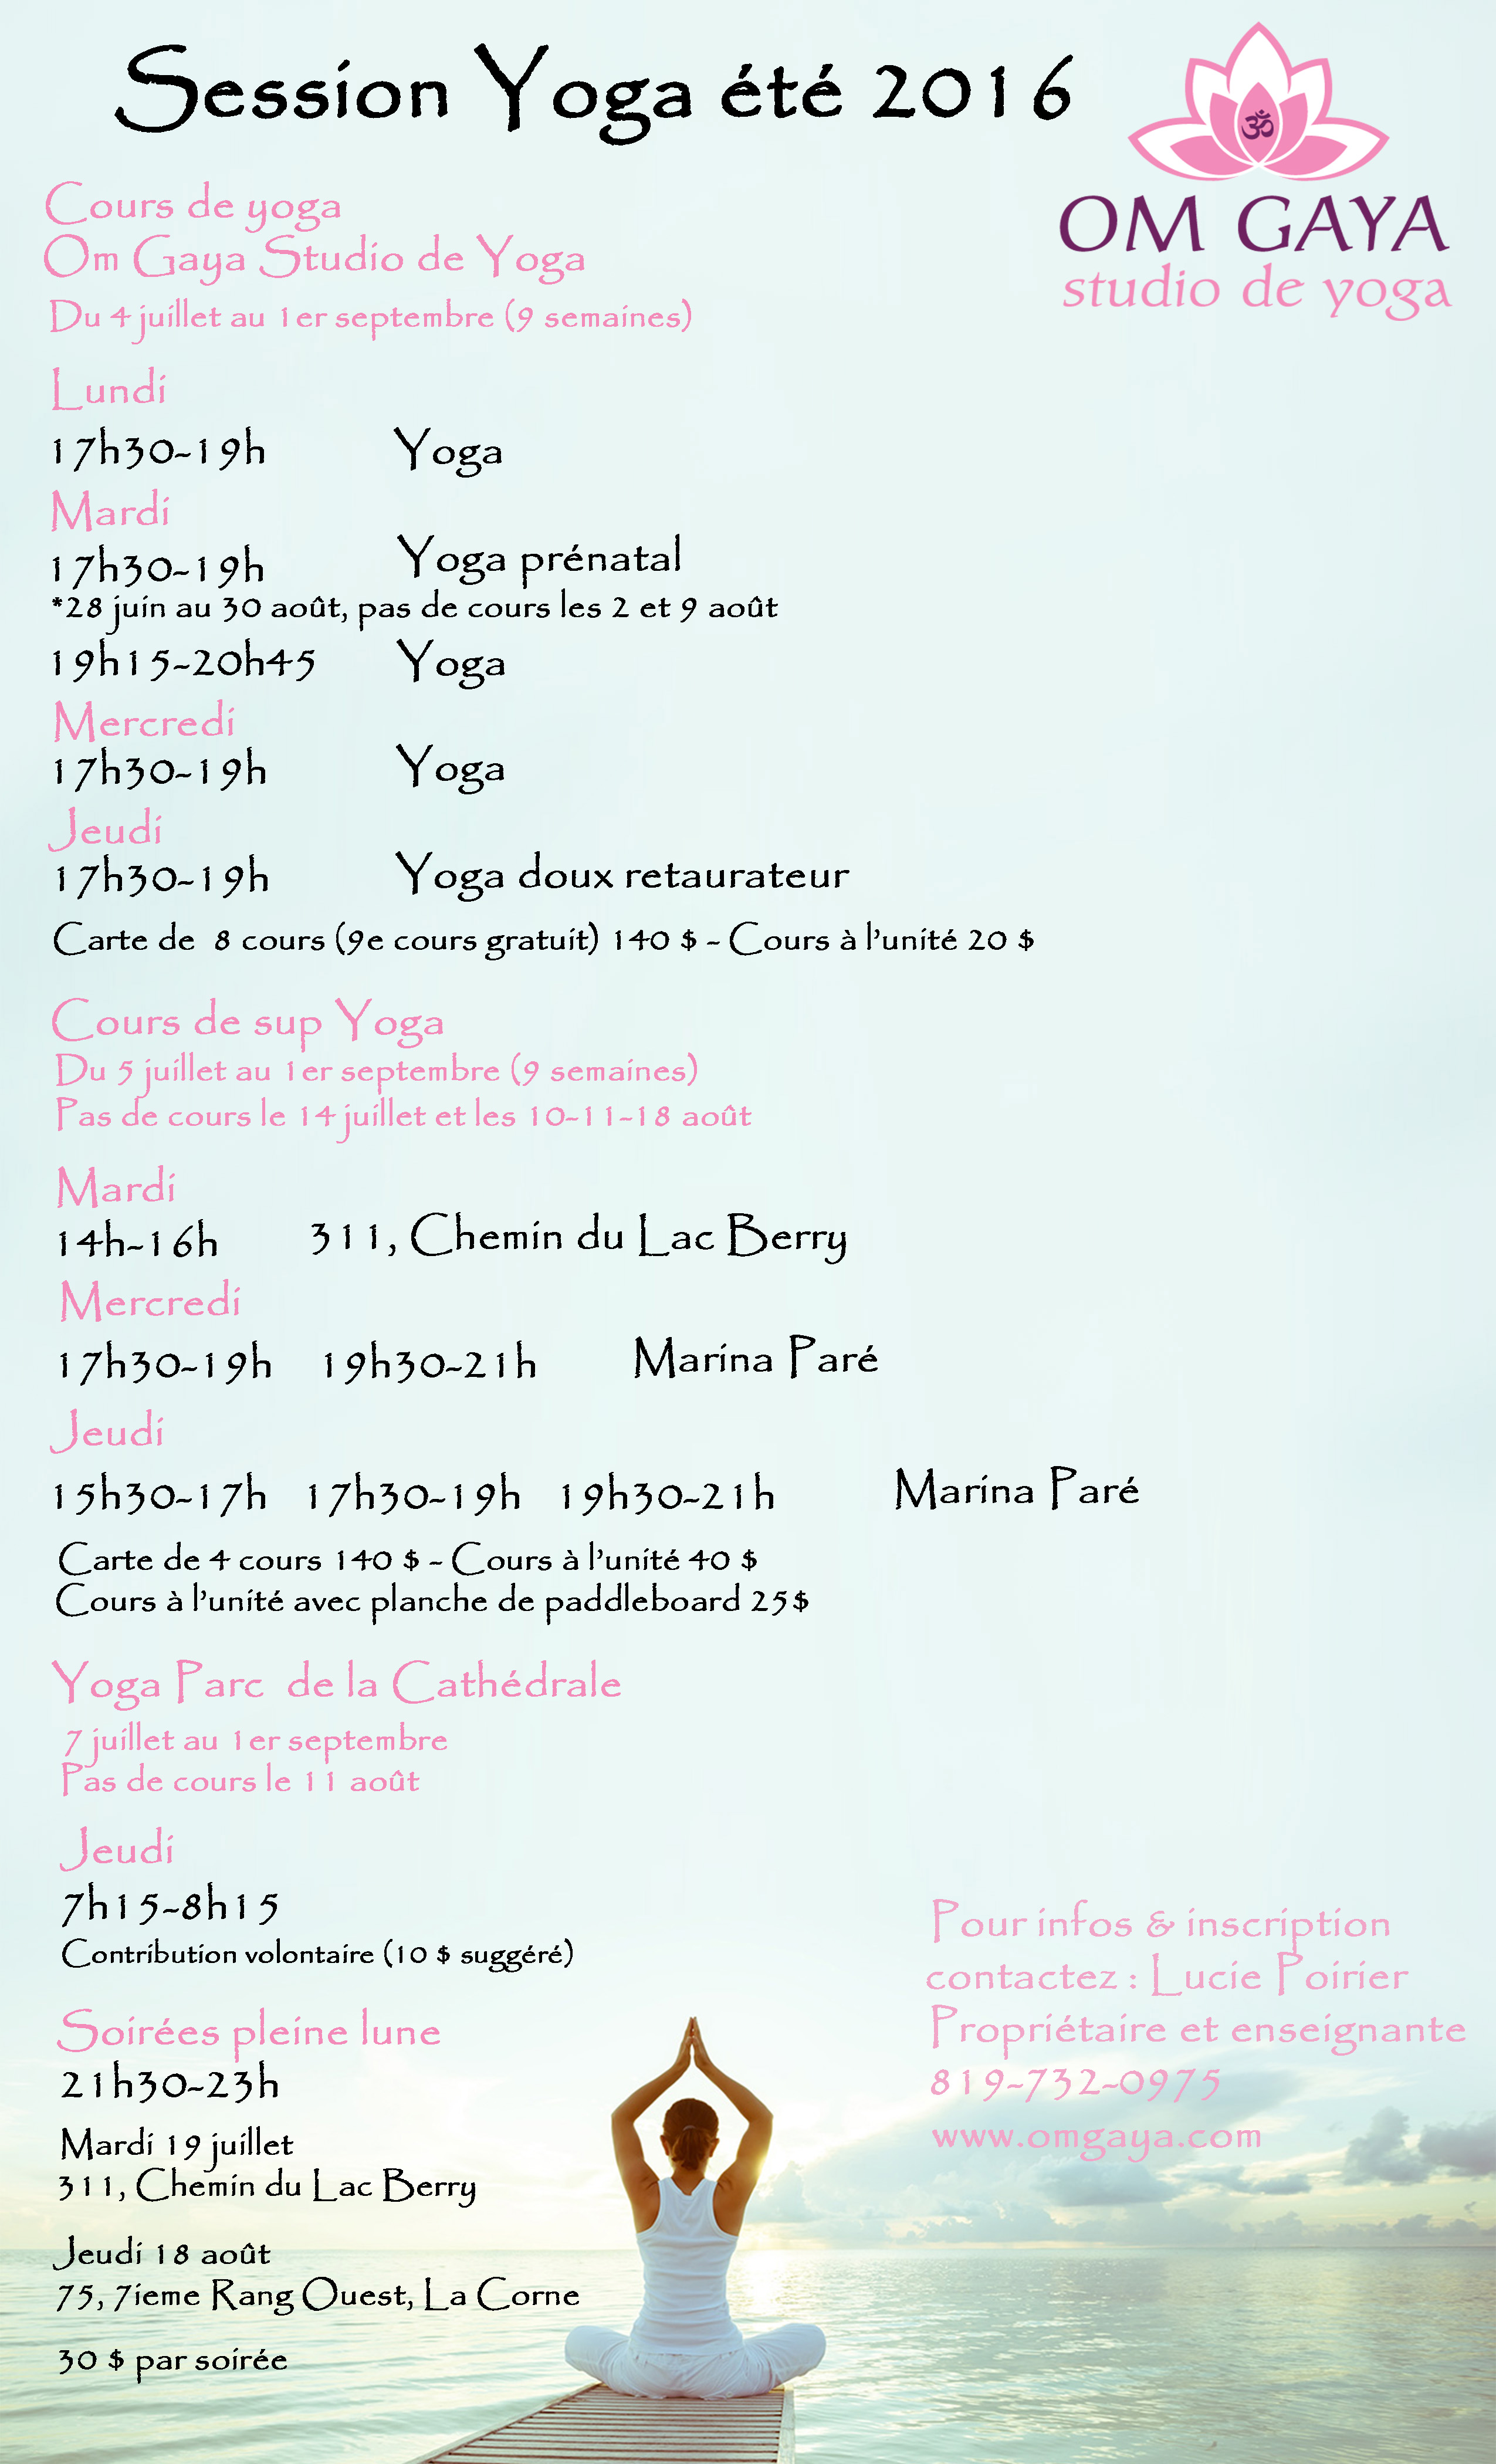 Session Yoga été 2016
ॐ
OM GAYA
studio de yoga
Cours de yoga
Om Gaya Studio de Yoga
Du 4 juillet au 1er septembre (9 semaines)
Lundi
17h30-19h Yoga
Mardi
17h30-19h Yoga prénatal
*28 juin au 30 août, pas de cours les 2 et 9 août
19h15-20h45 Yoga
Mercredi
17h30-19h Yoga
Jeudi
17h30-19h Yoga doux retaurateur
Carte de 8 cours (9e cours gratuit) 140 $ - Cours à l'unité 20 $
Cours de sup Yoga
Du 5 juillet au 1er septembre (9 semaines)
Pas de cours le 14 juillet et les 10-11-18 août
Mardi
14h-16h 311, Chemin du Lac Berry
Mercredi
17h30-19h 19h30-21h Marina Paré
Jeudi
15h30-17h 17h30-19h 19h30-21h Marina Paré
Carte de 4 cours 140 $ - Cours à l'unité 40 $
Cours à l'unité avec planche de paddleboard 25$
Yoga Parc de la Cathédrale
7 juillet au 1er septembre
Pas de cours le 11 août
Jeudi
7h15-8h15
Contribution volontaire (10 $ suggéré)
Soirées pleine lune
21h30-23h
Mardi 19 juillet
311, Chemin du Lac Berry
Jeudi 18 août
75, 7ieme Rang Ouest, La Corne
30 $ par soirée
Pour infos & inscription
contactez : Lucie Poirier
Propriétaire et enseignante
819-732-0975
www.omgaya.com